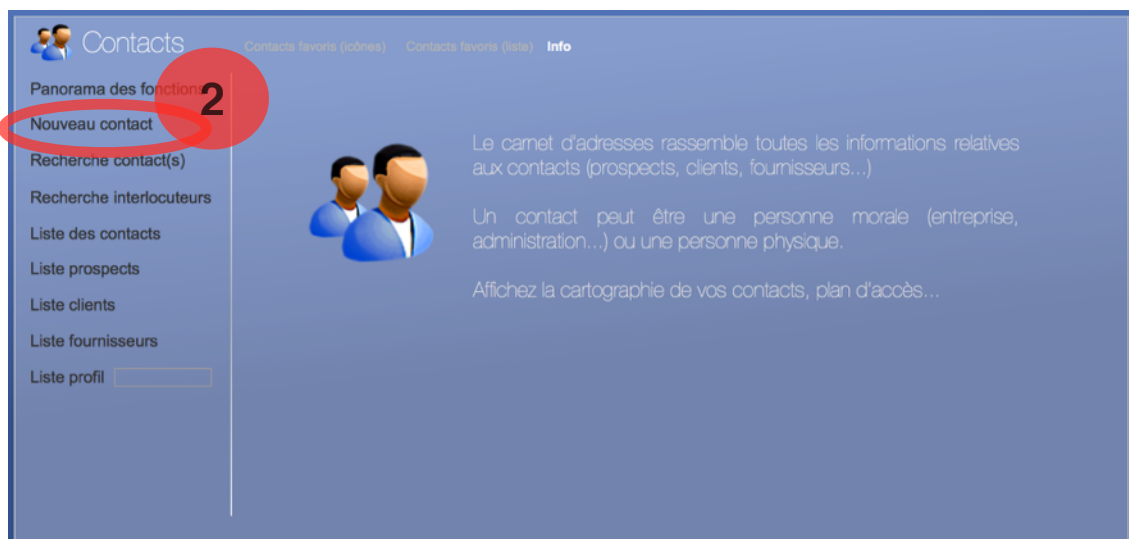 Contacts
Contacts favoris (icônes) Contacts favoris (liste) Info
Panorama des fonctions
2
Nouveau contact
Recherche contact(s)
Recherche interlocuteurs
Liste des contacts
Liste prospects
Liste clients
Liste fournisseurs
Liste profil
Le carnet d'adresses rassemble toutes les informations relatives
aux contacts (prospects, clients, fournisseurs...)
Un contact peut être une personne morale (entreprise,
administration...) ou une personne physique.
Affichez la cartographie de vos contacts, plan d'accès...